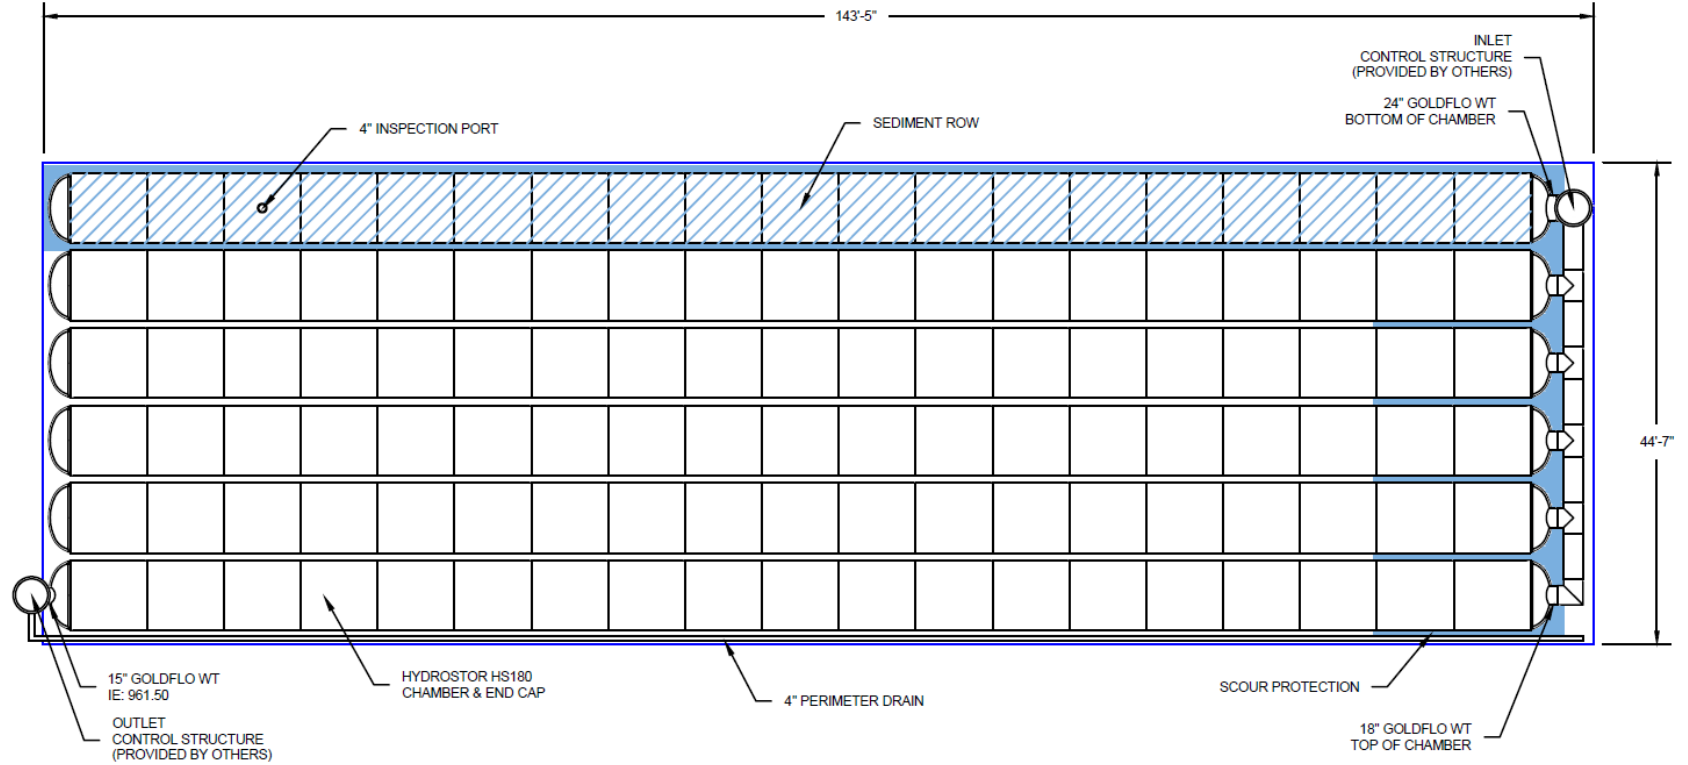 143'-5"
INLET
CONTROL STRUCTURE
(PROVIDED BY OTHERS)
24" GOLDFLO WT
BOTTOM OF CHAMBER
4" INSPECTION PORT
SEDIMENT ROW
44'-7"
15" GOLDFLO WT
IE: 961.50
OUTLET
CONTROL STRUCTURE
(PROVIDED BY OTHERS)
HYDROSTOR HS180
CHAMBER & END CAP
4" PERIMETER DRAIN
SCOUR PROTECTION
18" GOLDFLO WT
TOP OF CHAMBER